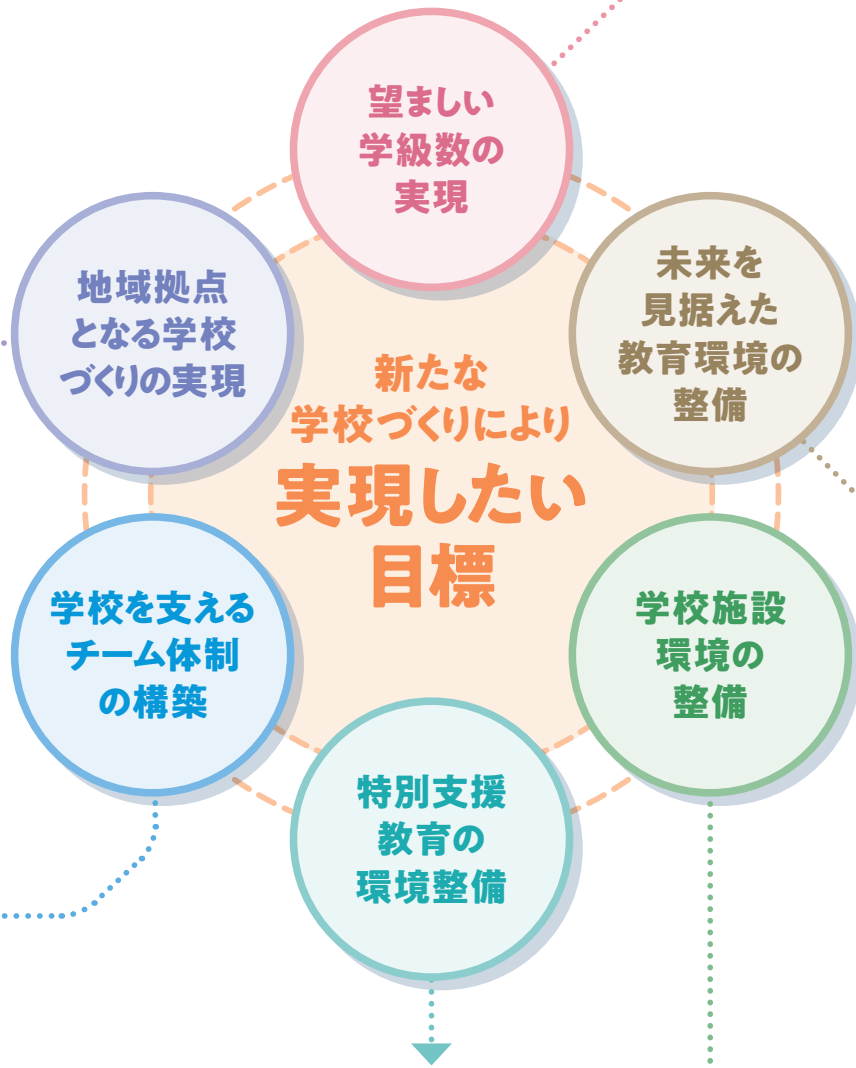 望ましい
学級数の
実現
未来を
見据えた
教育環境の
整備
地域拠点
となる学校
づくりの実現
新たな
学校づくりにより
実現したい
目標
学校を支える
チーム体制
の構築
学校施設
環境の
整備
特別支援
教育の
環境整備